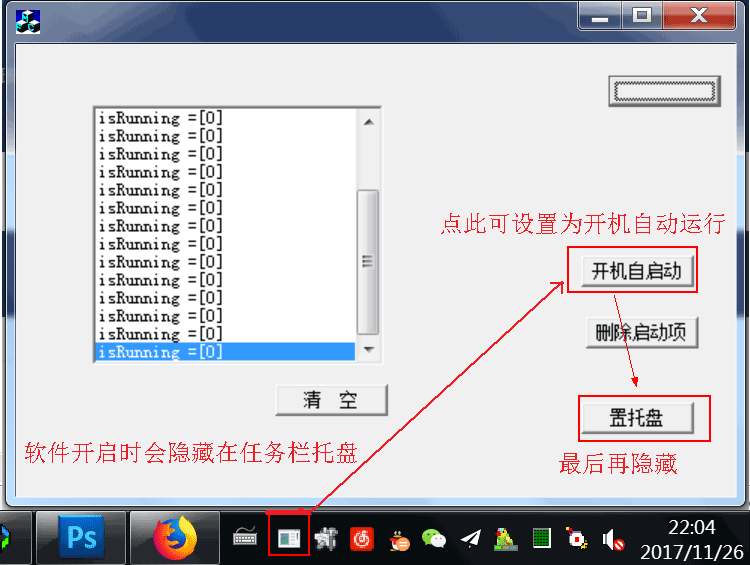 isRunning =[0]
isRunning =[0]
isRunning =[0]
isRunning =[0]
isRunning =[0]
isRunning =[0]
isRunning =[0]
isRunning =[0]
isRunning =[0]
isRunning =[0]
isRunning =[0]
isRunning =[0]
isRunning =[0]
isRunning =[0]
点此可设置为开机自动运行
开机自启动
删除启动项
清 空
置托盘
软件开启时会隐藏在任务栏托盘
最后再隐藏
Ps
22:04
2017/11/26